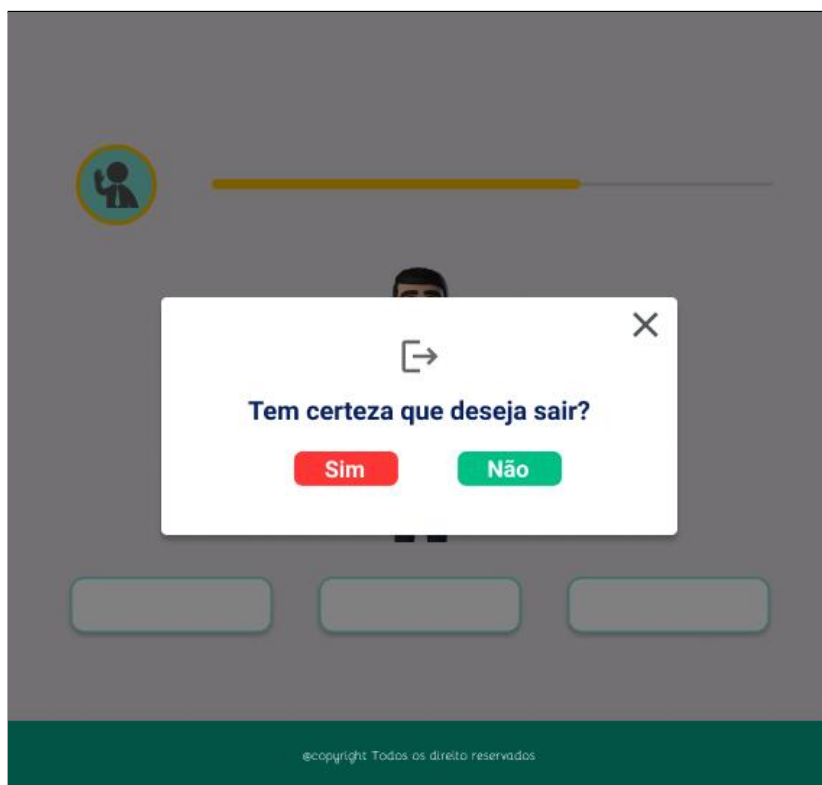 Tem certeza que deseja sair?
Sim
Não
@copyright Todos os direito reservados